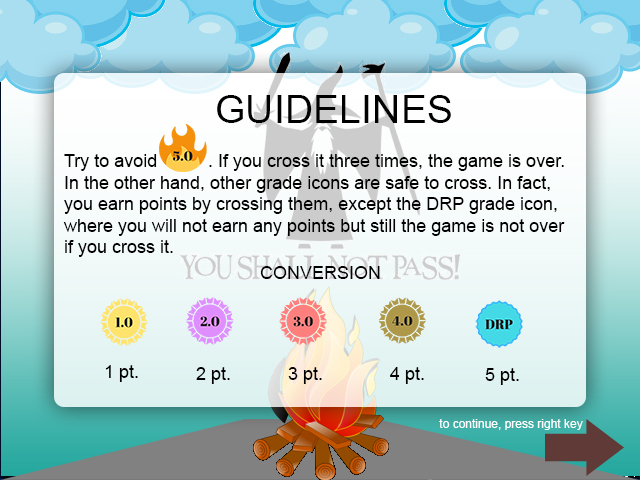 GUIDELINES
Try to avoid 5.0 . If you cross it three times, the game is over.
In the other hand, other grade icons are safe to cross. In fact,
you earn points by crossing them, except the DRP grade icon,
where you will not earn any points but still the game is not over
if you cross it.
YOU SHALL NOT PASS!
CONVERSION
1.0 2.0 3.0 4.0 DRP
1 pt. 2 pt. 3 pt. 4 pt. 5 pt.
to continue, press right key